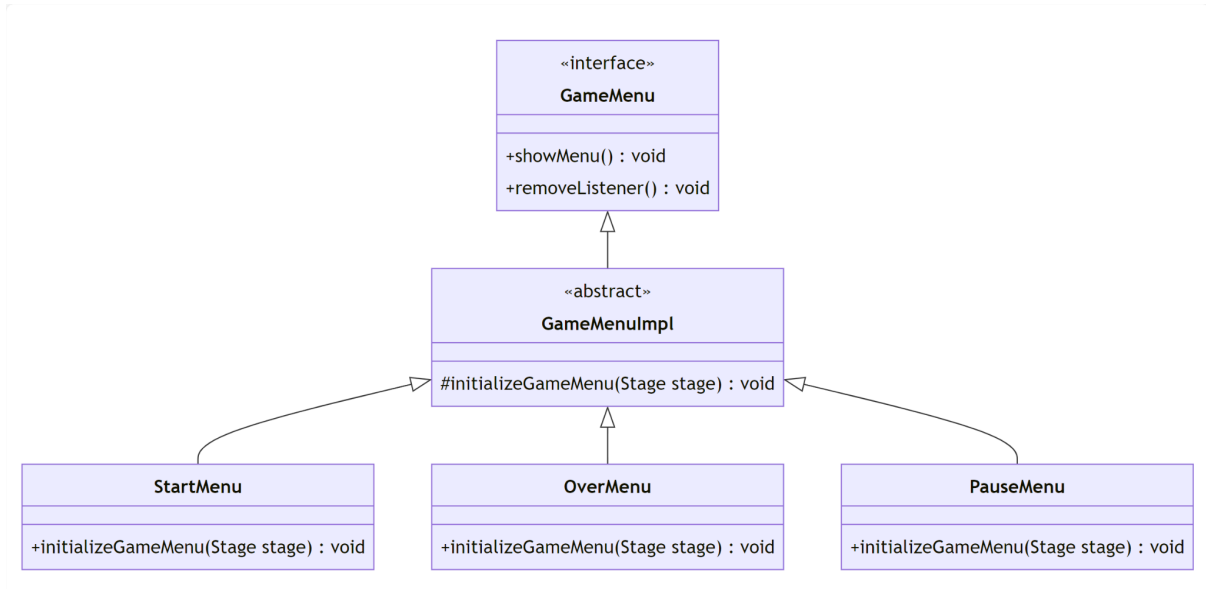 «interface»
GameMenu
+showMenu() : void
+removeListener() : void
«abstract»
GameMenuImpl
#initializeGameMenu(Stage stage) : void
StartMenu
+initializeGameMenu(Stage stage) : void
OverMenu
+initializeGameMenu(Stage stage) : void
PauseMenu
+initializeGameMenu(Stage stage) : void